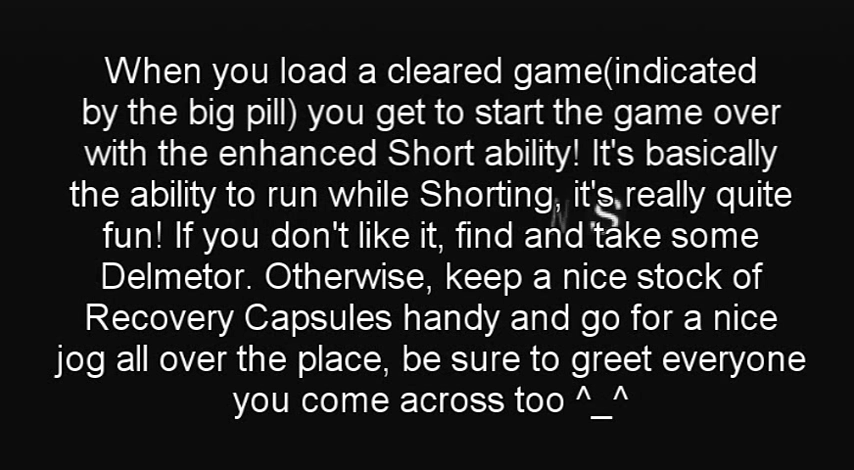 When you load a cleared game(indicated
by the big pill) you get to start the game over
with the enhanced Short ability! It's basically
the ability to run while Shorting, it's really quite
fun! If you don't like it, find and take some
Delmetor. Otherwise, keep a nice stock of
Recovery Capsules handy and go for a nice
jog all over the place, be sure to greet everyone
you come across too ^_^
N S